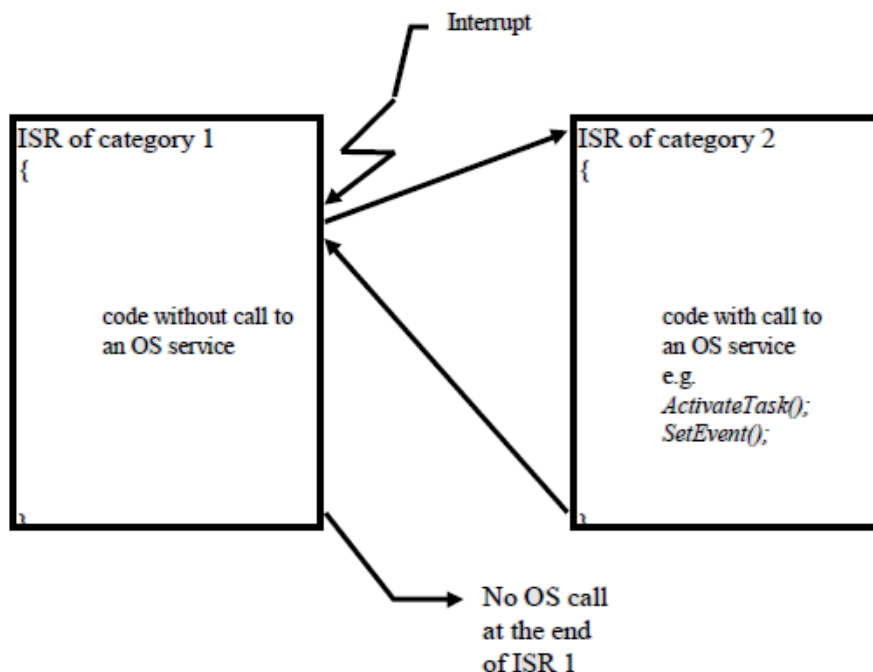 Interrupt
ISR of category 1
{
code without call to
an OS service
}
ISR of category 2
{
code with call to
an OS service
e.g.
ActivateTask();
SetEvent();
}
No OS call
at the end
of ISR 1